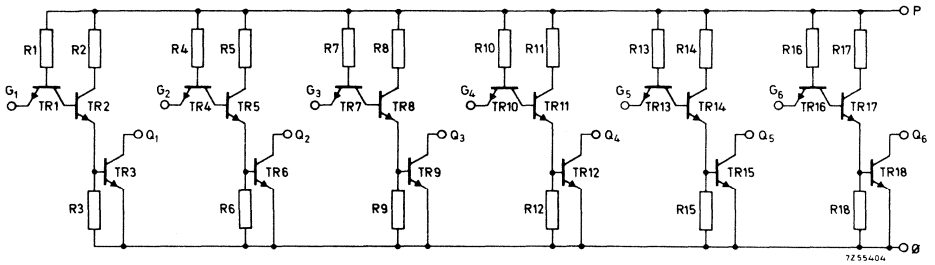 P
R1 R2 R4 R5 R7 R8 R10 R11 R13 R14 R16 R17
G1 G2 G3 G4 G5 G6
TR1 TR2 TR4 TR5 TR7 TR8 TR10 TR11 TR13 TR14 TR16 TR17
Q1 Q2 Q3 Q4 Q5 Q6
TR3 TR6 TR9 TR12 TR15 TR18
R3 R6 R9 R12 R15 R18
Ø
7Z55404